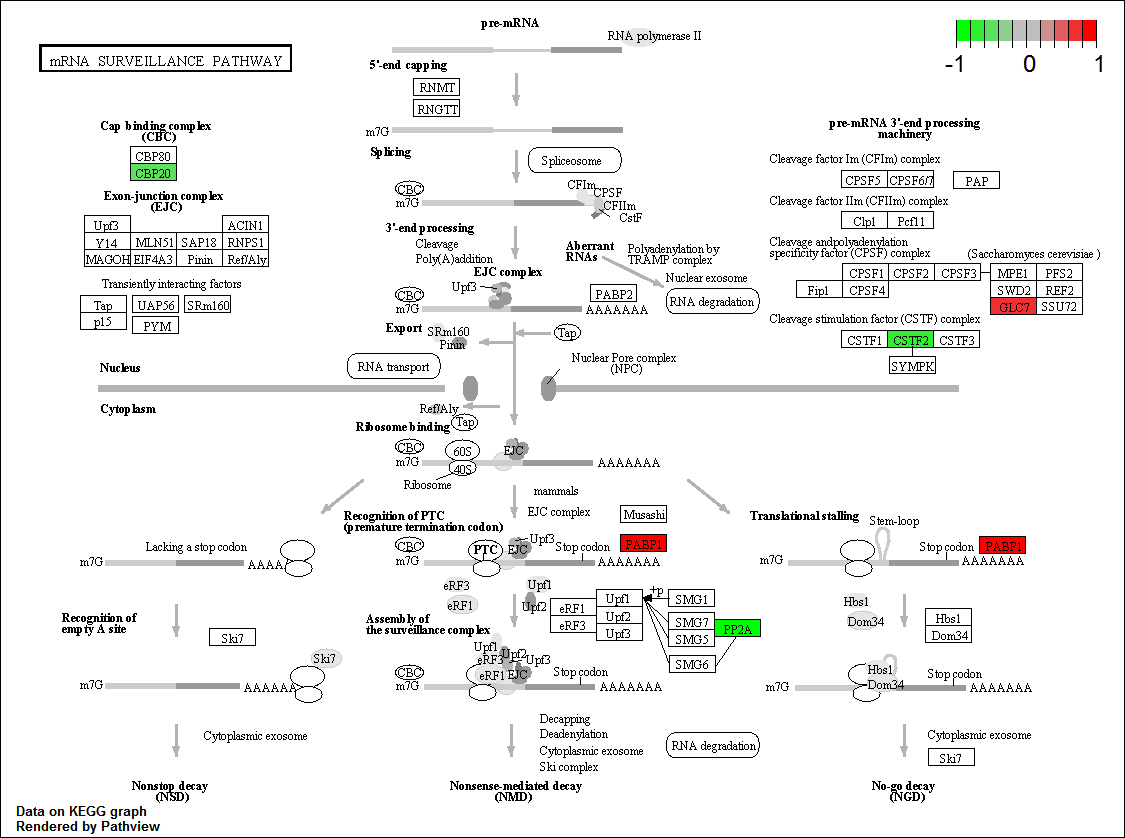 pre-mRNA
RNA polymerase II
mRNA SURVEILLANCE PATHWAY
-1 0 1
5'-end capping
RNMT
RNGTT
m7G
Cap binding complex
(CBC)
CBP80
CBP20
Exon-junction complex
(EJC)
Upf3 ACIN1
Y14 MLN51 SAP18 RNPS1
MAGOH EIF4A3 Pinin Ref/Aly
Transiently interacting factors
Tap UAP56 SRm160
p15 PYM
Splicing
Spliceosome
CBC
m7G
CFIm
CPSF
CFIIm
CstF
3'-end processing
Cleavage
Poly(A)addition
Aberrant
RNAs
Polyadenylation by
TRAMP complex
Nuclear exosome
RNA degradation
EJC complex
Upf3
CBC
m7G
PABP2
AAAAAAA
Export
SRm160
Pinin
Tap
RNA transport
Nuclear Pore complex
(NPC)
pre-mRNA 3'-end processing
machinery
Cleavage factor Im (CFIm) complex
CPSF5 CPSF6/7 PAP
Cleavage factor IIm (CFIIm) complex
Clp1 Pcf11
Cleavage andpolyadenylation
specificity factor (CPSF) complex
(Saccharomyces cerevisiae )
CPSF1 CPSF2 CPSF3 MPE1 PFS2
Fip1 CPSF4 SWD2 REF2
GLC7 SSU72
Cleavage stimulation factor (CSTF) complex
CSTF1 CSTF2 CSTF3
SYMPK
Nucleus
Cytoplasm
Ref/Aly
Tap
Ribosome binding
CBC
m7G
60S
40S
EJC
AAAAAAA
Ribosome
mammals
EJC complex
Recognition of PTC
(premature termination codon)
Musashi
PABP1
CBC
m7G
PTC
EJC
Upf3
Stop codon
AAAAAAA
Translational stalling
Stem-loop
Stop codon
PABP1
m7G
AAAAAAA
Lacking a stop codon
m7G
AAAA
Recognition of
empty A site
Ski7
Ski7
m7G
AAAAAA
eRF3
eRF1
Upf1
Upf2
eRF1
eRF3
Upf1
Upf2
Upf3
+p
SMG1
SMG7
SMG5
SMG6
PP2A
Assembly of
the surveillance complex
Upf1
Upf2
eRF3
Upf3
eRF1
EJC
CBC
m7G
Stop codon
AAAAAAA
Hbs1
Dom34
Hbs1
Dom34
Hbs1
Dom34
m7G
Stop codon
AAAAAAA
Cytoplasmic exosome
Decapping
Deadenylation
Cytoplasmic exosome
Ski complex
RNA degradation
Cytoplasmic exosome
Ski7
Nonstop decay
(NSD)
Nonsense-mediated decay
(NMD)
No-go decay
(NGD)
Data on KEGG graph
Rendered by Pathview